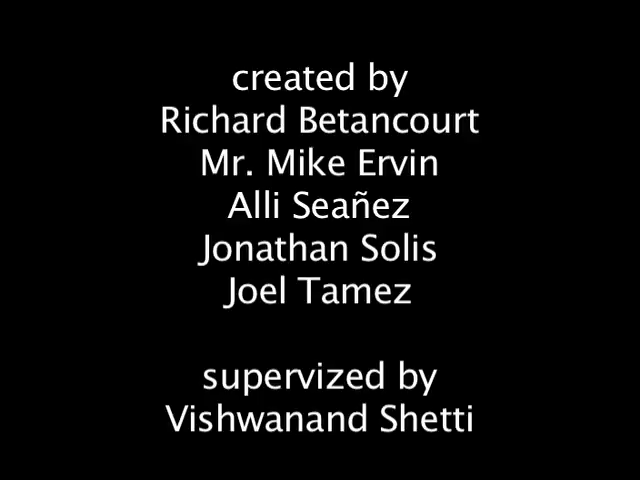 created by
Richard Betancourt
Mr. Mike Ervin
Alli Seañez
Jonathan Solis
Joel Tamez
supervized by
Vishwanand Shetti